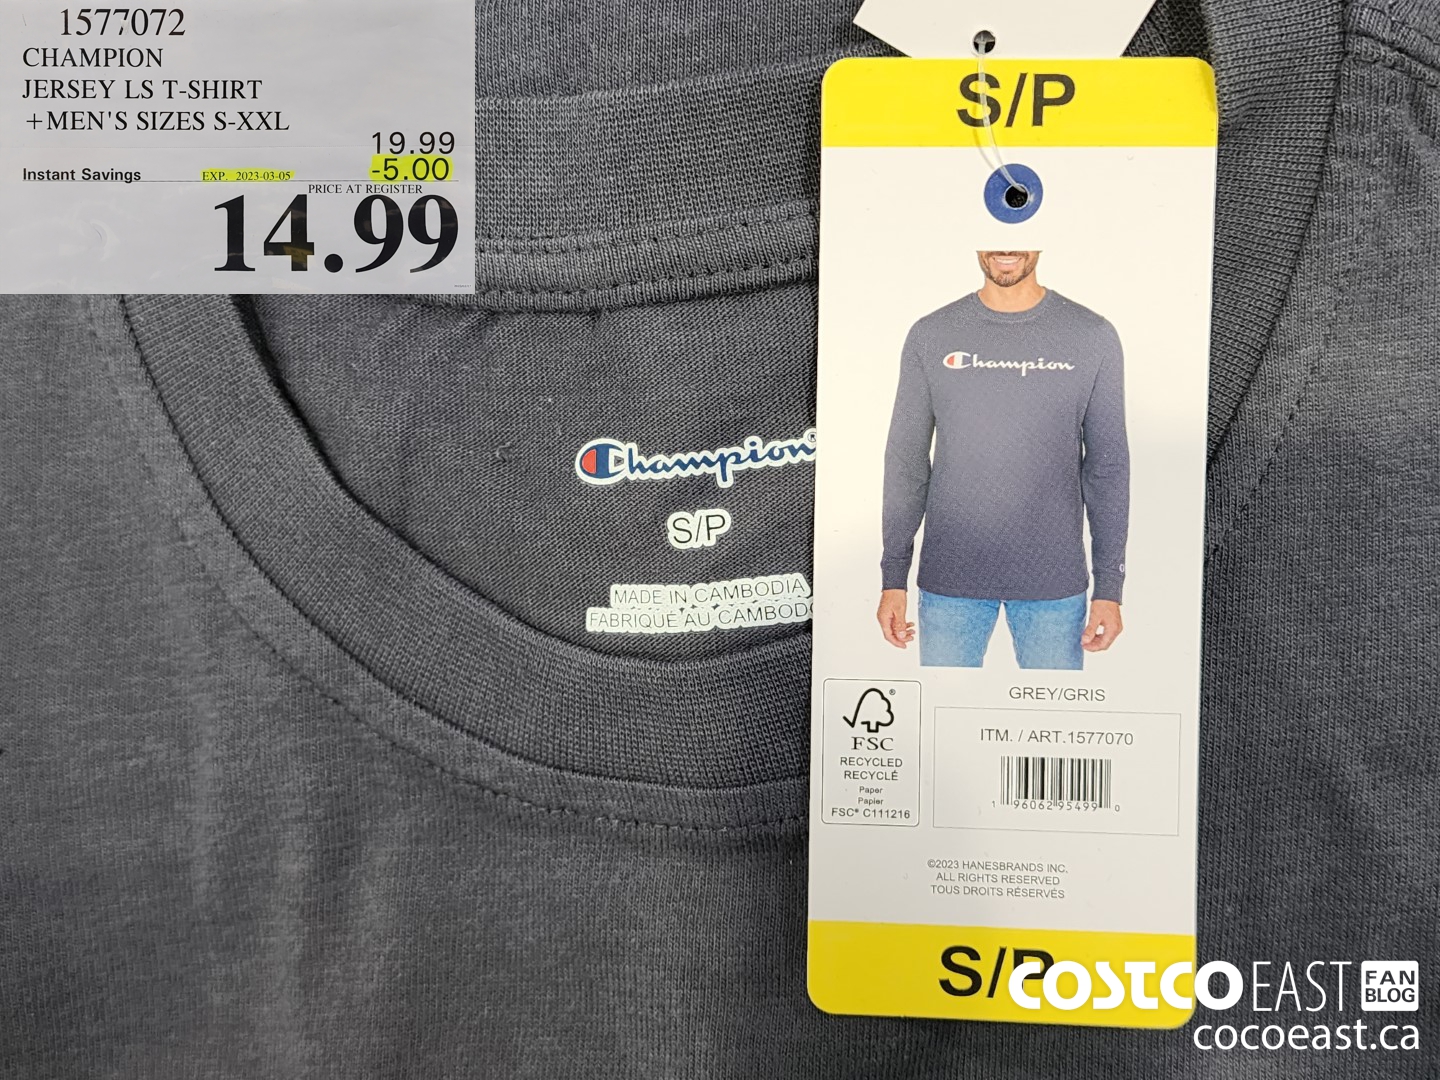 1577072
CHAMPION
JERSEY LS T-SHIRT
+MEN'S SIZES S-XXL
19.99
Instant Savings EXP. 2023-03-05 -5.00
PRICE AT REGISTER
14.99
S/P
Champion
Champion®
S/P
MADE IN CAMBODIA
FABRIQUÉ AU CAMBODG
GREY/GRIS
ITM. / ART.1577070
1 96062 95499 0
FSC®
RECYCLED
RECYCLÉ
Paper
Papier
FSC® C111216
©2023 HANESBRANDS INC.
ALL RIGHTS RESERVED
TOUS DROITS RÉSERVÉS
S/P
COSTCO EAST FAN BLOG
cocoeast.ca